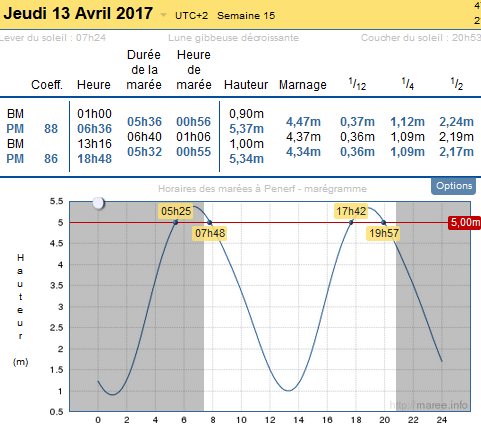 Jeudi 13 Avril 2017 UTC+2 Semaine 15
Lever du soleil : 07h24 Lune gibbeuse décroissante Coucher du soleil : 20h53
Durée Heure
de la de
Coeff. Heure marée marée Hauteur Marnage 1/12 1/4 1/2
BM 01h00 0,90m
05h36 00h56 4,47m 0,37m 1,12m 2,24m
PM 88 06h36 5,37m
06h40 01h06 4,37m 0,36m 1,09m 2,19m
BM 13h16 1,00m
05h32 00h55 4,34m 0,36m 1,09m 2,17m
PM 86 18h48 5,34m
Options
Horaires des marées à Penerf - marégramme
5.5
05h25 17h42
5 5,00m
07h48 19h57
4.5
4
3.5
3
2.5
2
1.5
1
0.5
Hauteur
(m)
http://maree.info
0 2 4 6 8 10 12 14 16 18 20 22 24